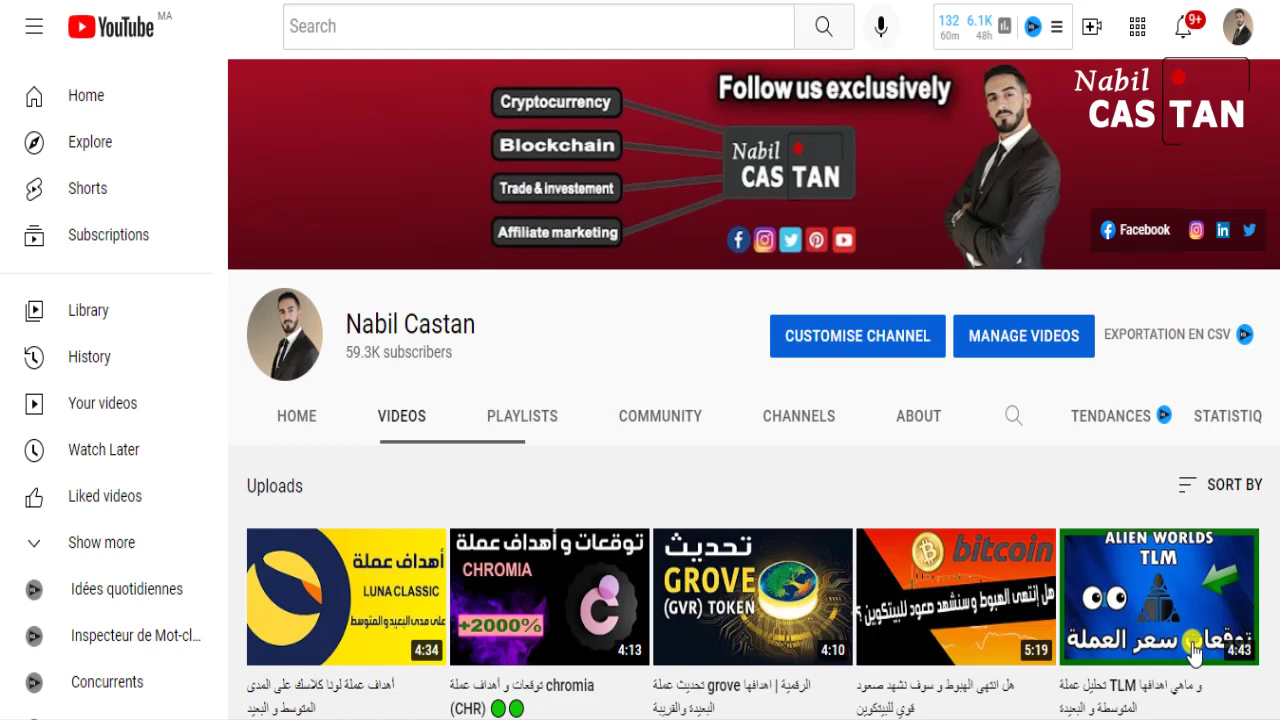 YouTube MA
Search
132 6.1K
60m 48h
9+
Home
Explore
Shorts
Subscriptions
Library
History
Your videos
Watch Later
Liked videos
Show more
Idées quotidiennes
Inspecteur de Mot-cl...
Concurrents
Cryptocurrency
Blockchain
Trade & investement
Affiliate marketing
Follow us exclusively
Nabil
CAS TAN
Nabil
CAS TAN
Facebook
Nabil Castan
59.3K subscribers
CUSTOMISE CHANNEL
MANAGE VIDEOS
EXPORTATION EN CSV
HOME VIDEOS PLAYLISTS COMMUNITY CHANNELS ABOUT TENDANCES STATISTIQ
Uploads
SORT BY
أهداف عملة
LUNA CLASSIC
على مدى البعيد والمتوسط
4:34
توقعات و أهداف عملة
CHROMIA
+2000%
4:13
تحديث
GROVE
(GVR) TOKEN
4:10
bitcoin
هل إنتهى الهبوط و سنشهد صعود للبيتكوين ؟
5:19
ALIEN WORLDS
TLM
توقعات سعر العملة
4:43
أهداف عملة لونا كلاسك على المدى
المتوسط و البعيد
توقعات و أهداف عملة chromia
(CHR)
الرقمية | اهدافها grove تحديث عملة
البعيدة والقريبة
هل انتهى الهبوط و سوف نشهد صعود
قوي للبيتكوين
و ماهي اهدافها TLM تحليل عملة
المتوسطة و البعيدة